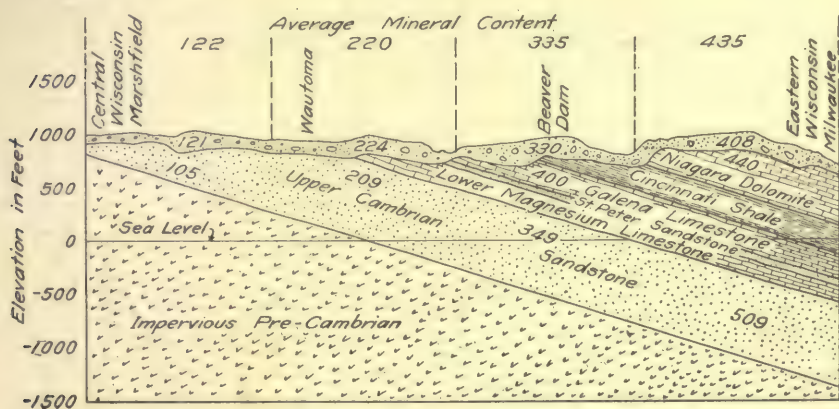 Average Mineral Content
122 220 335 435
Central Wisconsin Marshfield
Wautoma
Beaver Dam
Eastern Wisconsin Milwaukee
Elevation in Feet
1500
1000
500
0
-500
-1000
-1500
121 224 330 408
105 209 400 440
Niagara Dolomite
Cincinnati Shale
Galena Limestone
St Peter Sandstone
Lower Magnesium Limestone
Upper Cambrian
349
Sandstone
509
Sea Level
Impervious Pre-Cambrian